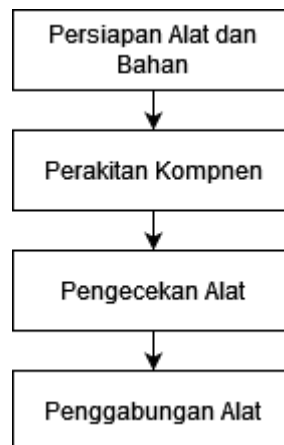 Persiapan Alat dan
Bahan
Perakitan Kompnen
Pengecekan Alat
Penggabungan Alat